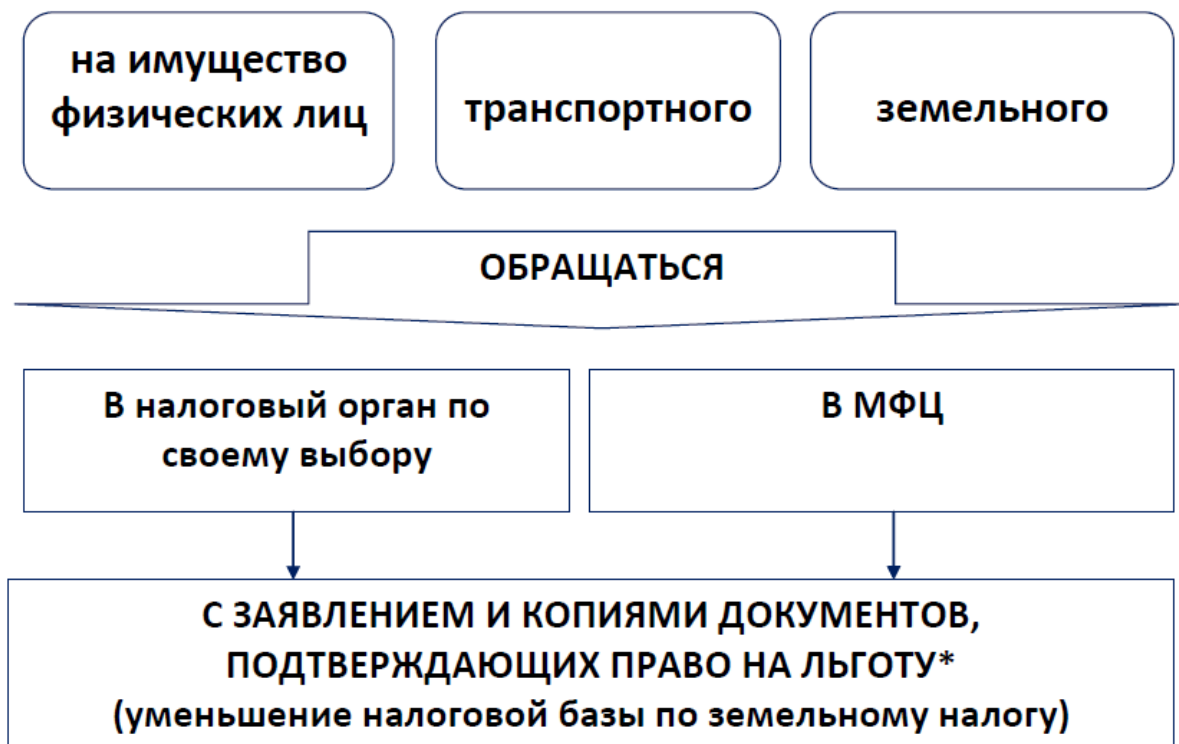 на имущество
физических лиц
транспортного
земельного
ОБРАЩАТЬСЯ
В налоговый орган по
своему выбору
В МФЦ
С ЗАЯВЛЕНИЕМ И КОПИЯМИ ДОКУМЕНТОВ,
ПОДТВЕРЖДАЮЩИХ ПРАВО НА ЛЬГОТУ*
(уменьшение налоговой базы по земельному налогу)